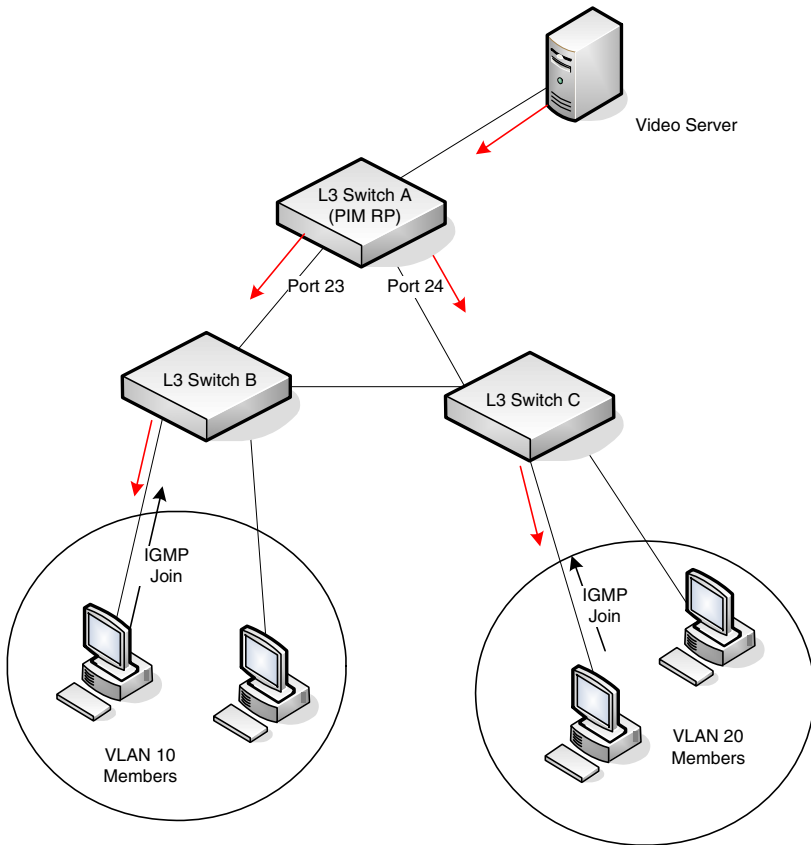 Video Server
L3 Switch A
(PIM RP)
Port 23
Port 24
L3 Switch B
L3 Switch C
IGMP
Join
IGMP
Join
VLAN 10
Members
VLAN 20
Members